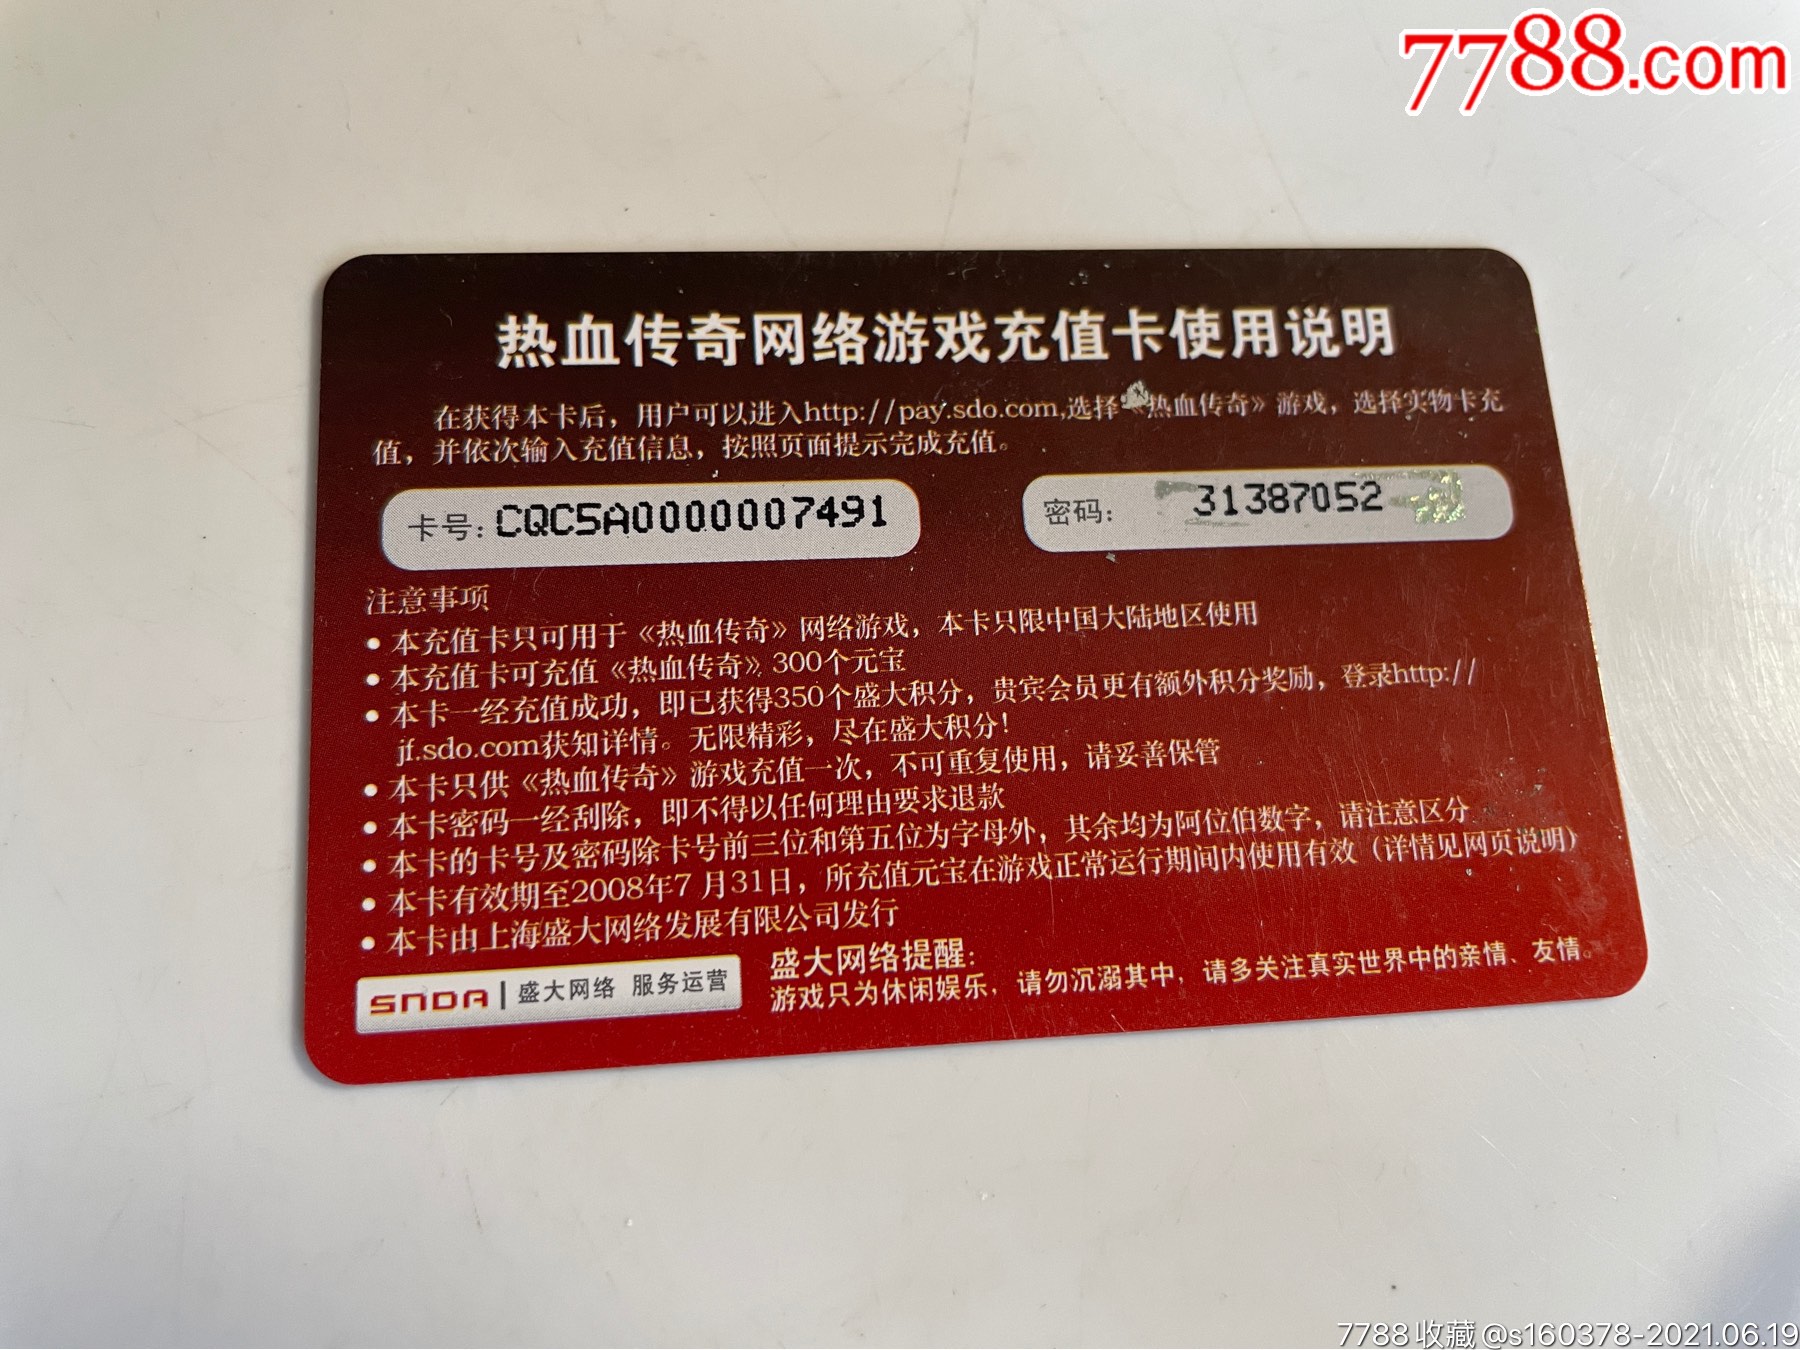 7788.com
热血传奇网络游戏充值卡使用说明
在获得本卡后，用户可以进入http://pay.sdo.com,选择《热血传奇》游戏，选择实物卡充
值，并依次输入充值信息，按照页面提示完成充值。
卡号: CQC5A0000007491
密码: 31387052
注意事项
● 本充值卡只可用于《热血传奇》网络游戏，本卡只限中国大陆地区使用
● 本充值卡可充值《热血传奇》300个元宝
● 本卡一经充值成功，即已获得350个盛大积分，贵宾会员更有额外积分奖励，登录http://
jf.sdo.com获知详情。无限精彩，尽在盛大积分!
● 本卡只供《热血传奇》游戏充值一次，不可重复使用，请妥善保管
● 本卡密码一经刮除，即不得以任何理由要求退款
● 本卡的卡号及密码除卡号前三位和第五位为字母外，其余均为阿拉伯数字，请注意区分
● 本卡有效期至2008年7月31日，所充值元宝在游戏正常运行期间内使用有效（详情见网页说明）
● 本卡由上海盛大网络发展有限公司发行
SNDA | 盛大网络 服务运营
盛大网络提醒:
游戏只为休闲娱乐，请勿沉溺其中，请多关注真实世界中的亲情、友情。
7788收藏@s160378-2021.06.19